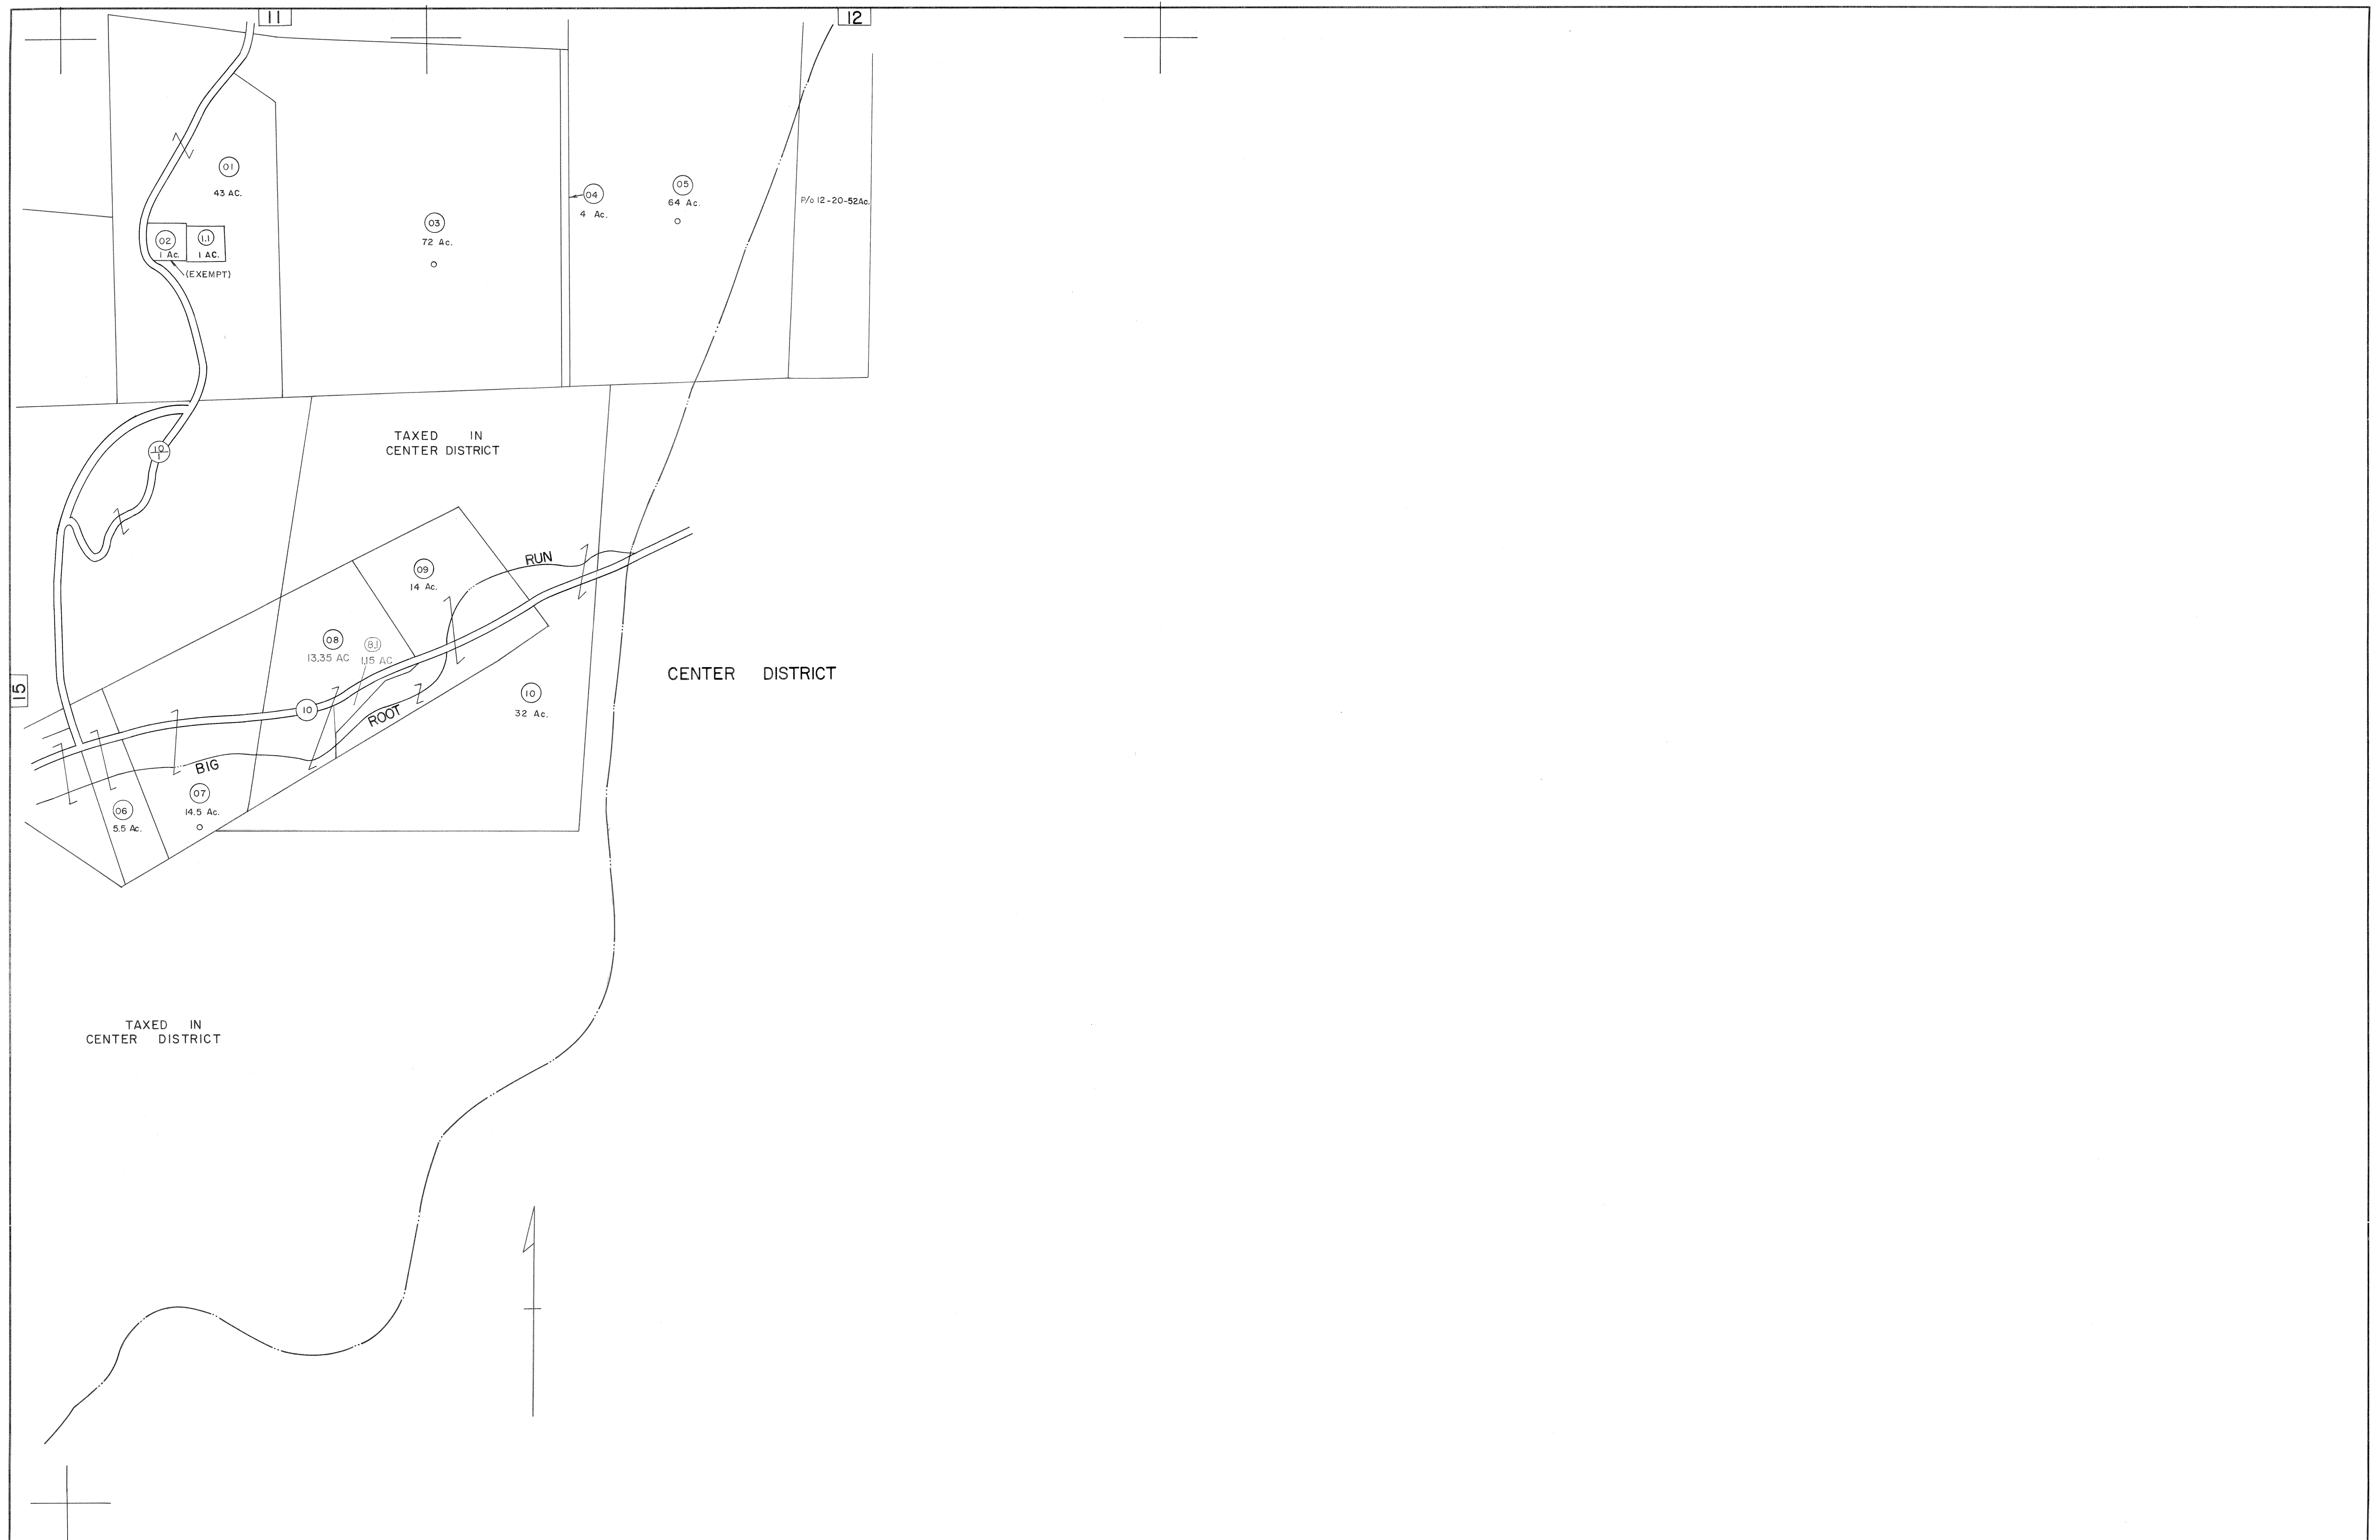 11
12
01
43 AC.
02
1 Ac.
1.1
1 AC.
(EXEMPT)
03
72 Ac.
04
4 Ac.
05
64 Ac.
P/o 12-20-52Ac.
TAXED IN
CENTER DISTRICT
10
1
RUN
09
14 Ac.
08
13.35 AC
8.1
1.15 AC
CENTER DISTRICT
15
10
ROOT
10
32 Ac.
BIG
07
14.5 Ac.
06
5.5 Ac.
TAXED IN
CENTER DISTRICT